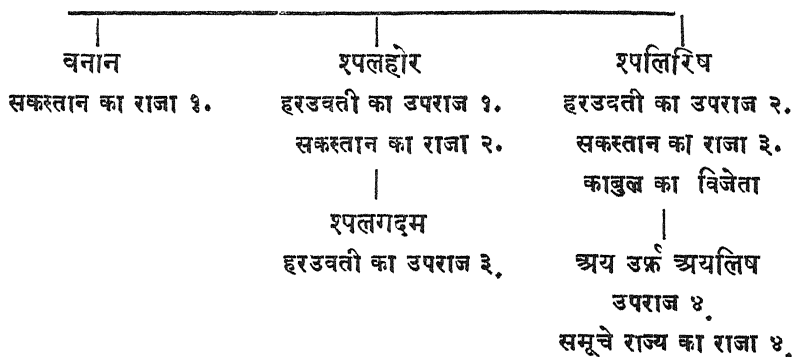 वनान श्पलहोर श्पलिरिष
सकस्तान का राजा १. हरउवती का उपराज १. हरउवती का उपराज २.
सकस्तान का राजा २. सकस्तान का राजा ३.
काबुल का विजेता
श्पलगदम
हरउवती का उपराज ३. अय उर्फ़ अयलिष
उपराज ४.
समूचे राज्य का राजा ४.